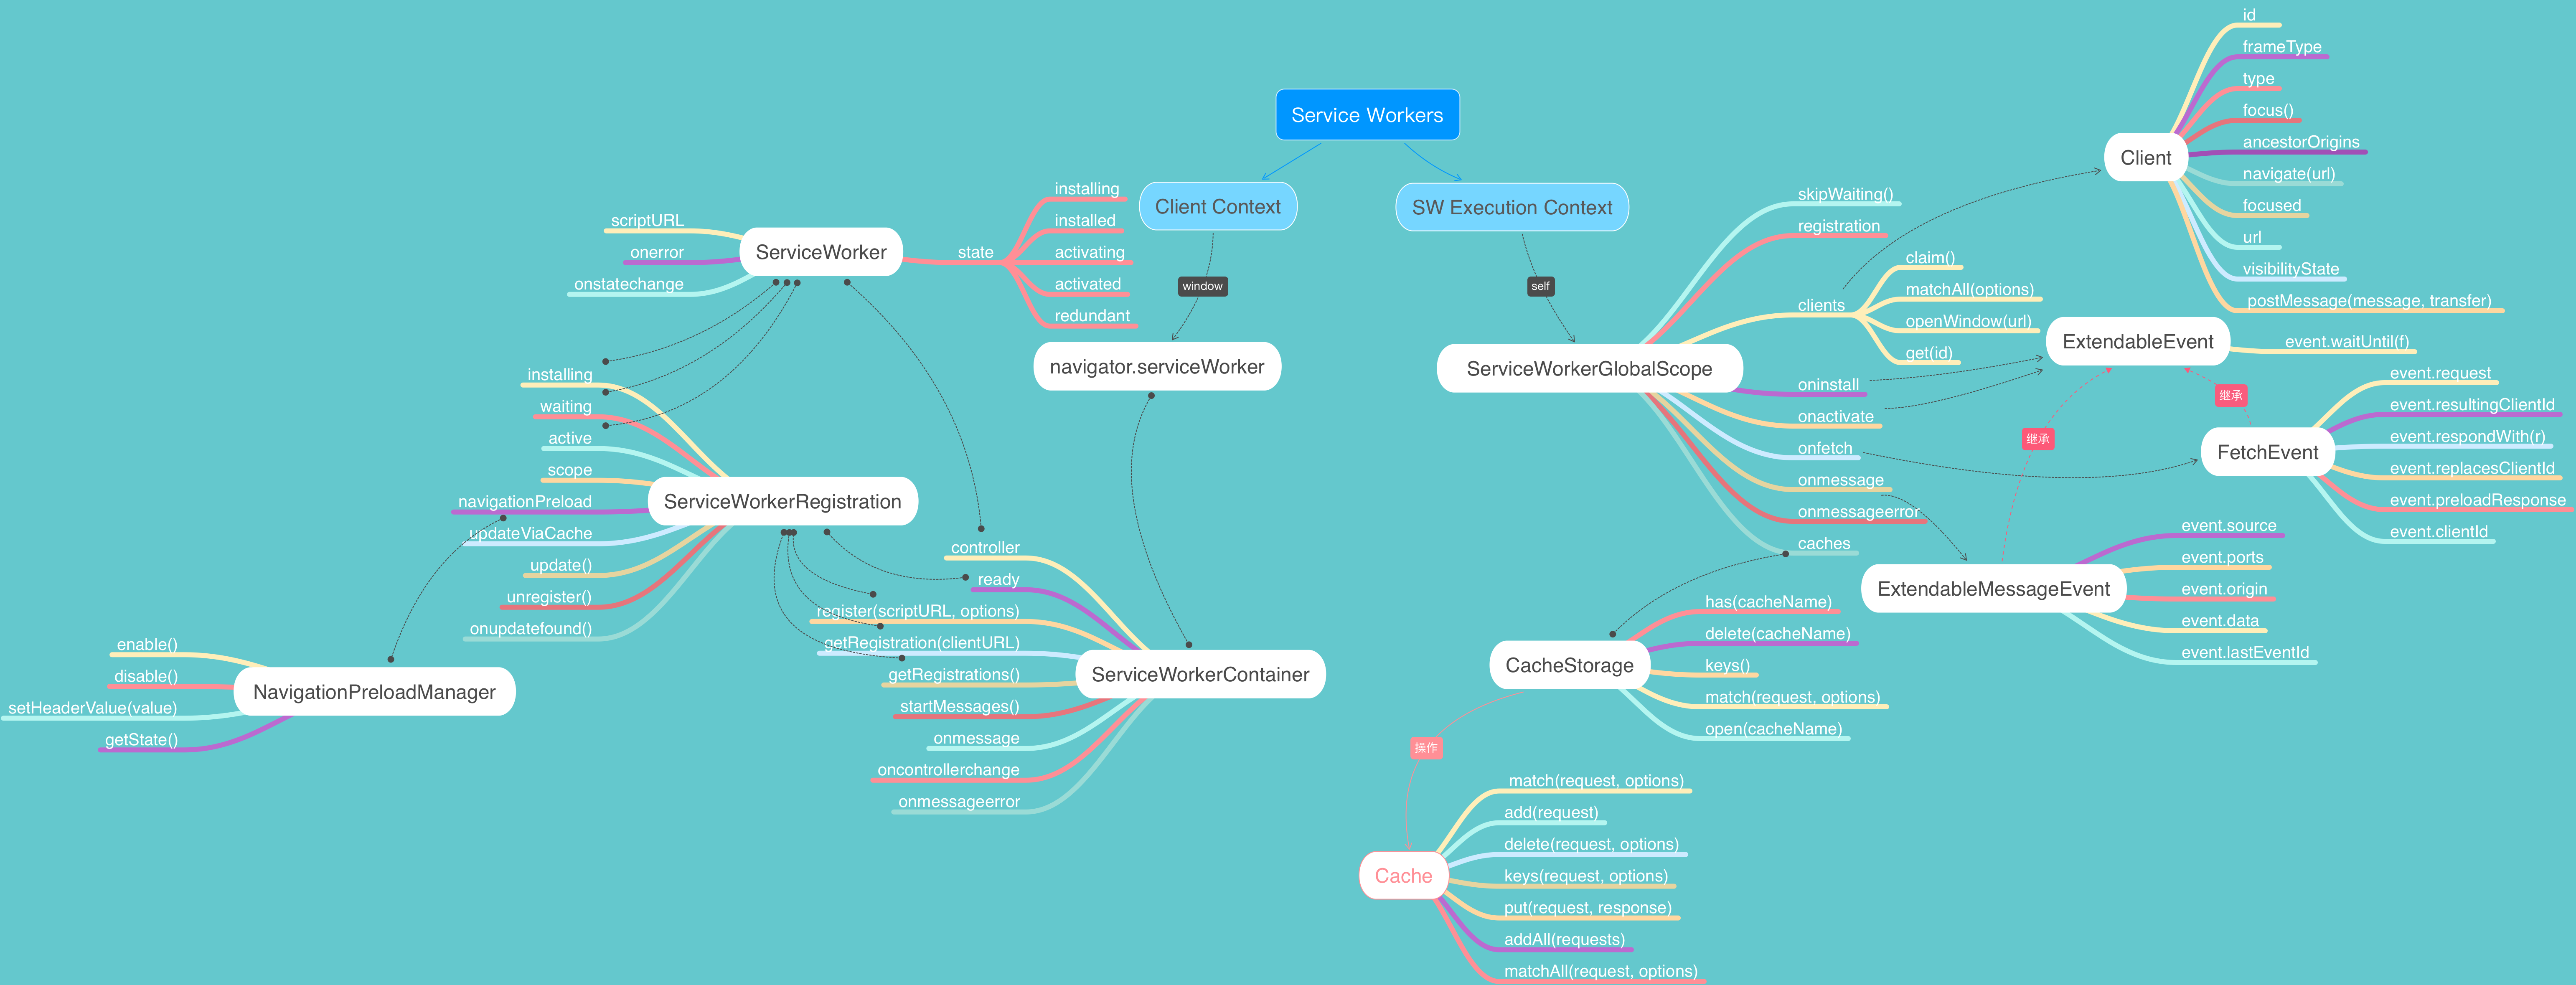 Service Workers
Client Context
SW Execution Context
window
self
navigator.serviceWorker
ServiceWorker
scriptURL
onerror
onstatechange
state
installing
installed
activating
activated
redundant
ServiceWorkerRegistration
installing
waiting
active
scope
navigationPreload
updateViaCache
update()
unregister()
onupdatefound()
NavigationPreloadManager
enable()
disable()
setHeaderValue(value)
getState()
ServiceWorkerContainer
controller
ready
register(scriptURL, options)
getRegistration(clientURL)
getRegistrations()
startMessages()
onmessage
oncontrollerchange
onmessageerror
ServiceWorkerGlobalScope
skipWaiting()
registration
clients
claim()
matchAll(options)
openWindow(url)
get(id)
oninstall
onactivate
onfetch
onmessage
onmessageerror
caches
Client
id
frameType
type
focus()
ancestorOrigins
navigate(url)
focused
url
visibilityState
postMessage(message, transfer)
ExtendableEvent
event.waitUntil(f)
继承
继承
FetchEvent
event.request
event.resultingClientId
event.respondWith(r)
event.replacesClientId
event.preloadResponse
event.clientId
ExtendableMessageEvent
event.source
event.ports
event.origin
event.data
event.lastEventId
CacheStorage
has(cacheName)
delete(cacheName)
keys()
match(request, options)
open(cacheName)
操作
Cache
match(request, options)
add(request)
delete(request, options)
keys(request, options)
put(request, response)
addAll(requests)
matchAll(request, options)